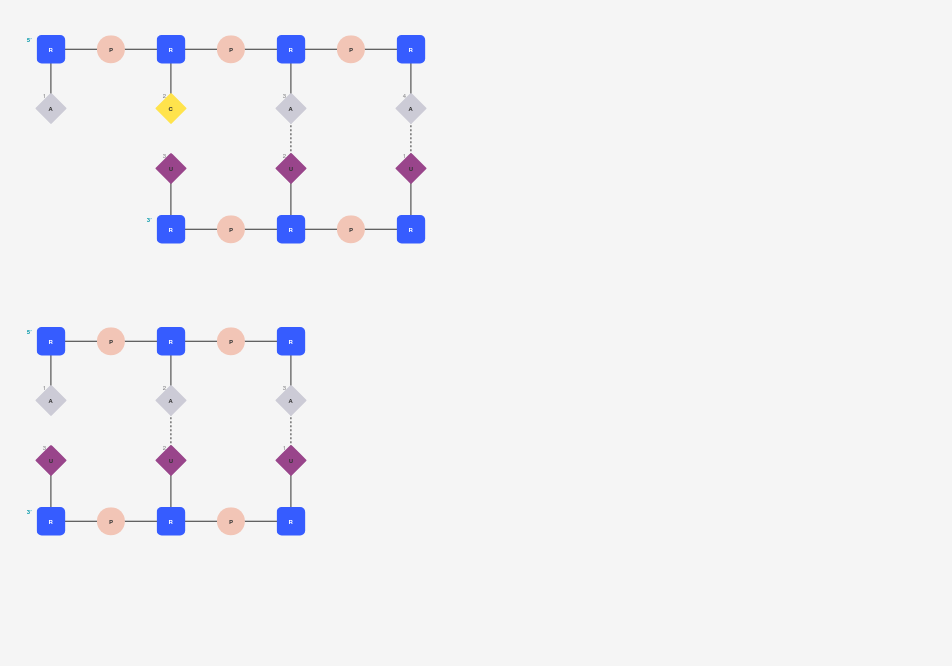 5' R P R P R P R
1 2 3 4
A C A A
3 2 1
U U U
3' R P R P R
5' R P R P R
1 2 3
A A A
3 2 1
U U U
3' R P R P R